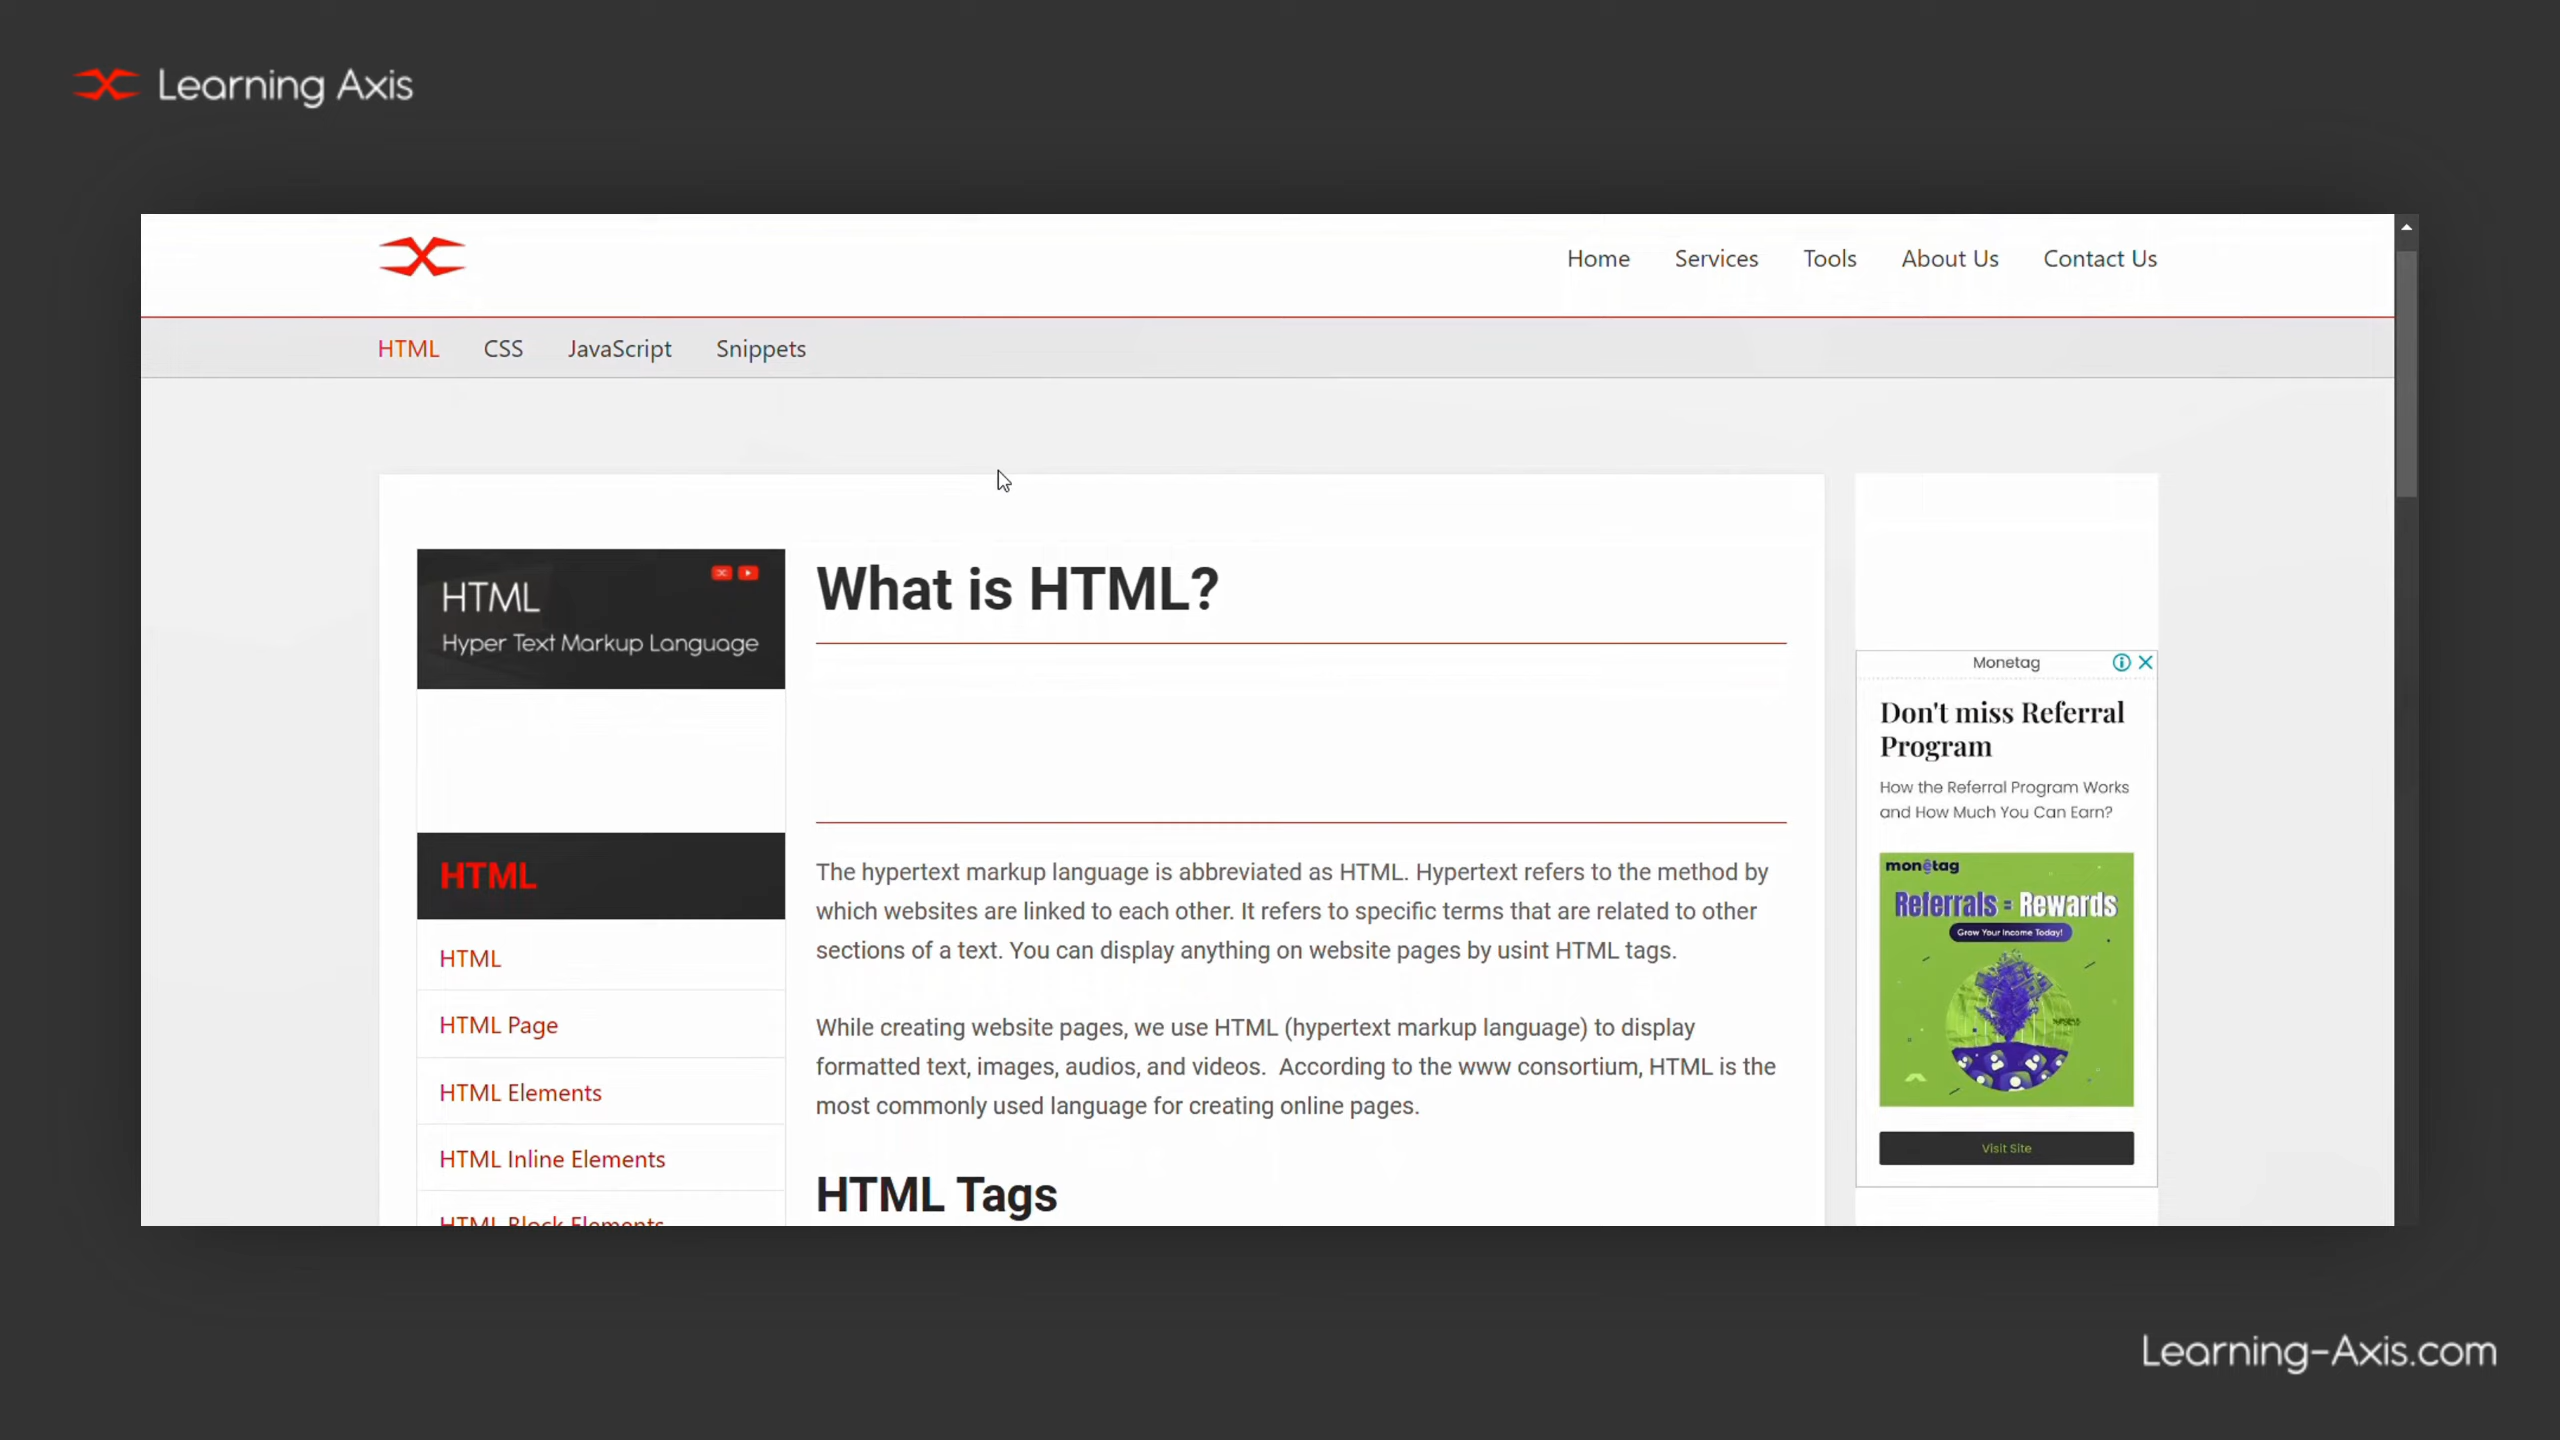 Learning Axis
Home Services Tools About Us Contact Us
HTML CSS JavaScript Snippets
HTML
Hyper Text Markup Language
HTML
HTML
HTML Page
HTML Elements
HTML Inline Elements
HTML Block Elements
What is HTML?
The hypertext markup language is abbreviated as HTML. Hypertext refers to the method by
which websites are linked to each other. It refers to specific terms that are related to other
sections of a text. You can display anything on website pages by usint HTML tags.
While creating website pages, we use HTML (hypertext markup language) to display
formatted text, images, audios, and videos.  According to the www consortium, HTML is the
most commonly used language for creating online pages.
HTML Tags
Monetag
Don't miss Referral
Program
How the Referral Program Works
and How Much You Can Earn?
monetag
Referrals = Rewards
Grow Your Income Today!
Visit Site
Learning-Axis.com